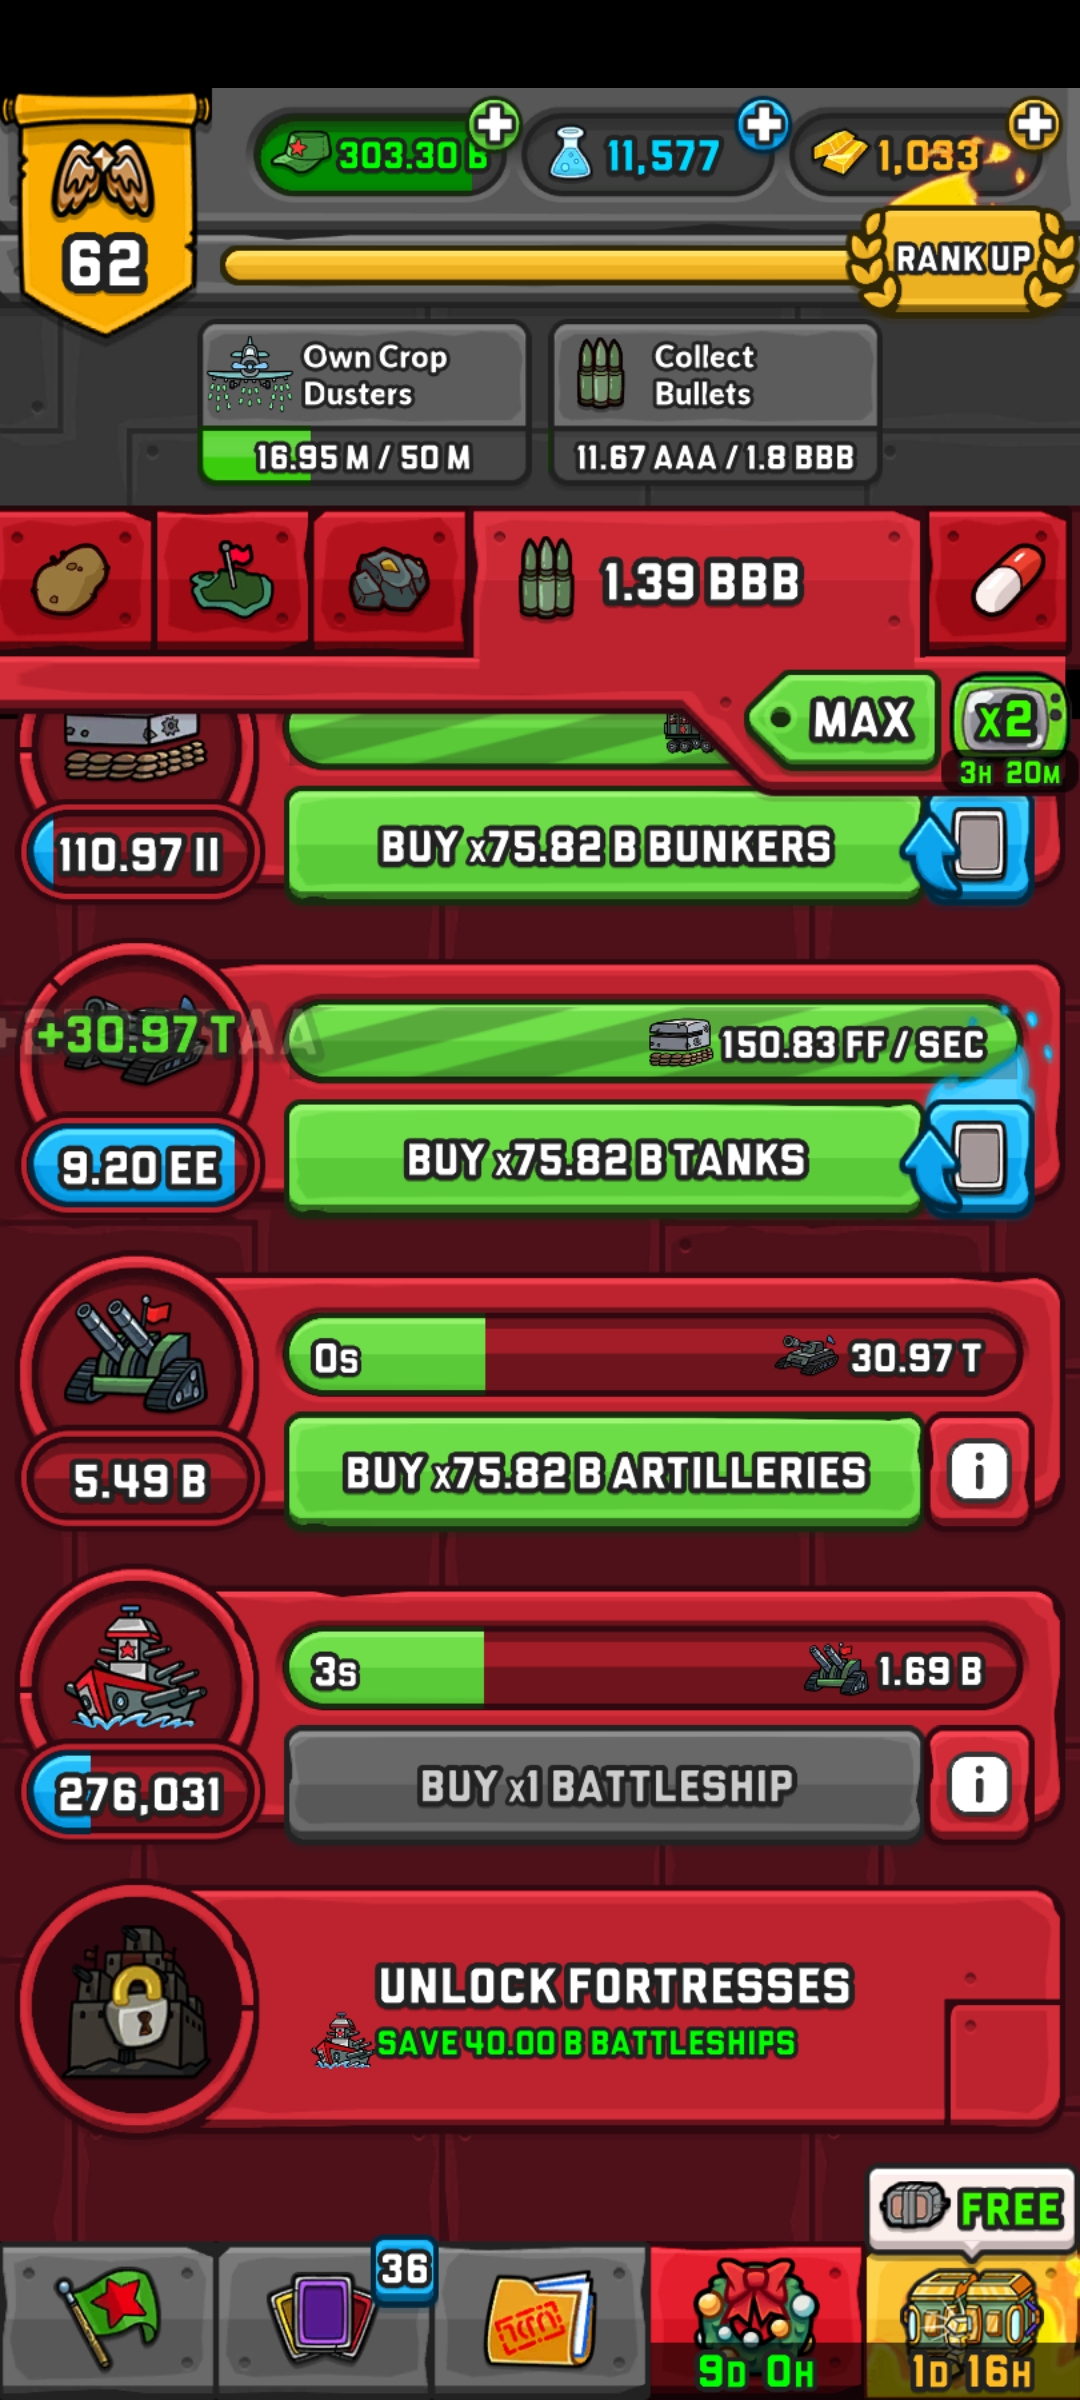 303.30 B
11,577
1,033
62
RANK UP
Own Crop
Dusters
16.95 M / 50 M
Collect
Bullets
11.67 AAA / 1.8 BBB
1.39 BBB
MAX
x2
3H 20M
110.97 II
BUY x75.82 B BUNKERS
+30.97 T
150.83 FF / SEC
9.20 EE
BUY x75.82 B TANKS
0s
30.97 T
5.49 B
BUY x75.82 B ARTILLERIES
i
3s
1.69 B
276,031
BUY x1 BATTLESHIP
i
UNLOCK FORTRESSES
SAVE 40.00 B BATTLESHIPS
FREE
36
9D 0H
1D 16H